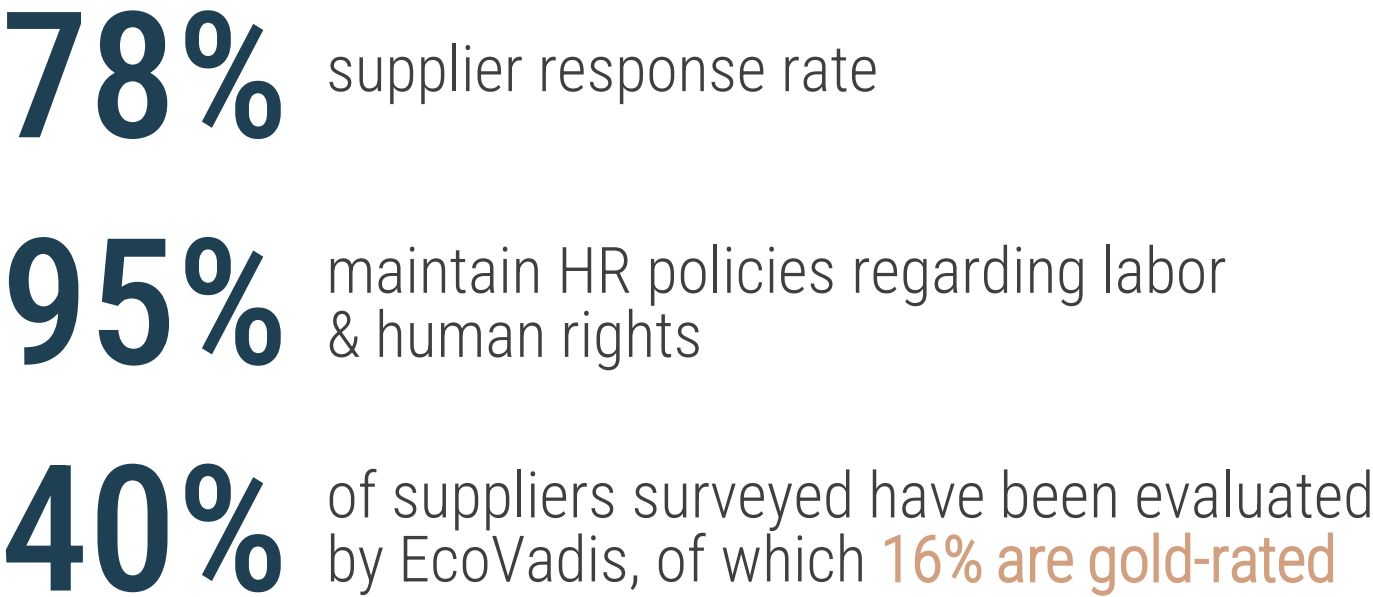 78% supplier response rate
95% maintain HR policies regarding labor
& human rights
40% of suppliers surveyed have been evaluated
by EcoVadis, of which 16% are gold-rated